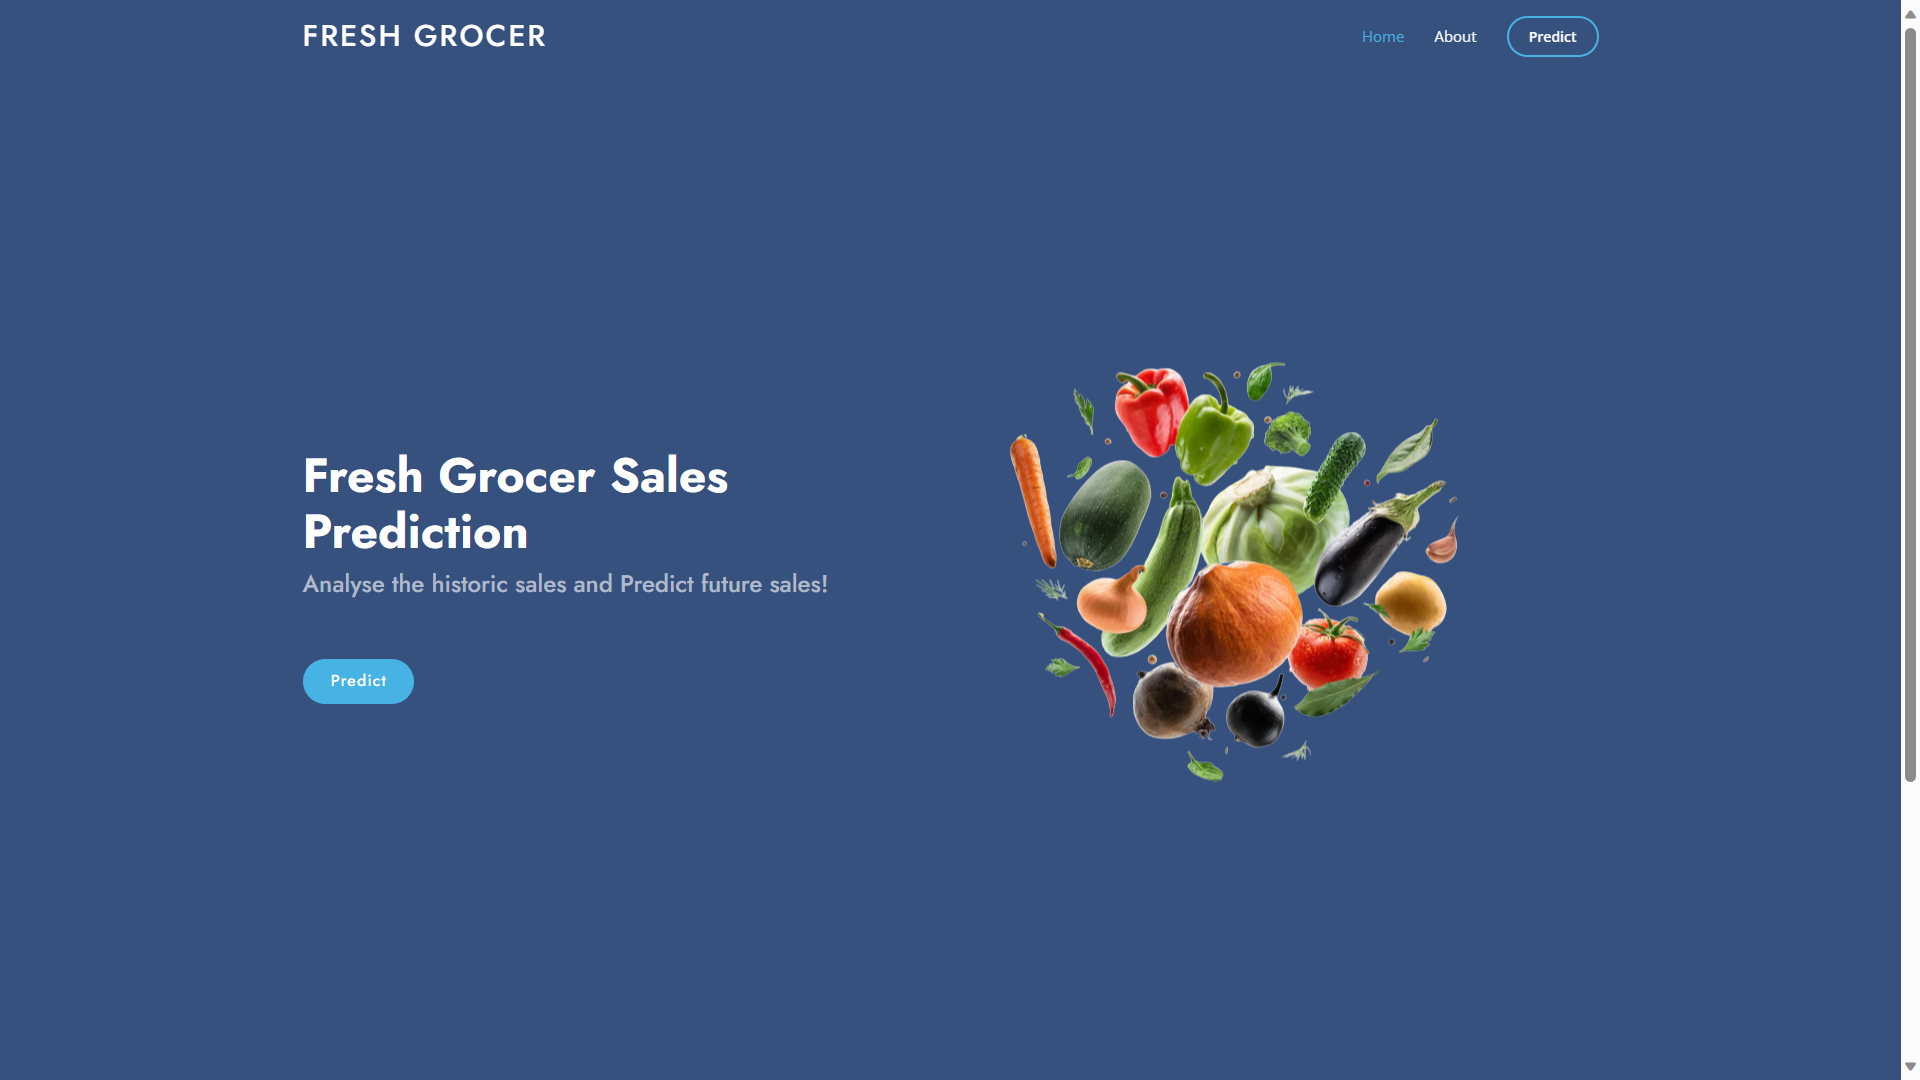 FRESH GROCER
Home
About
Predict
Fresh Grocer Sales
Prediction
Analyse the historic sales and Predict future sales!
Predict